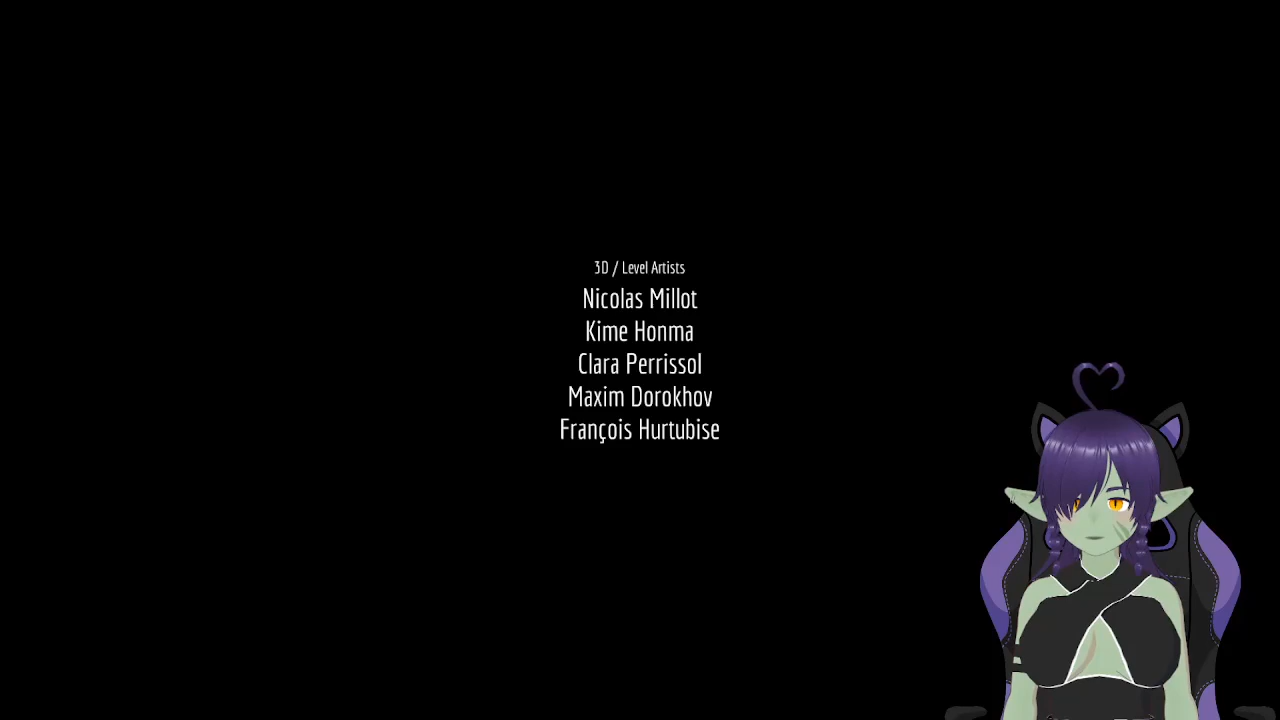 3D / Level Artists
Nicolas Millot
Kime Honma
Clara Perrissol
Maxim Dorokhov
François Hurtubise